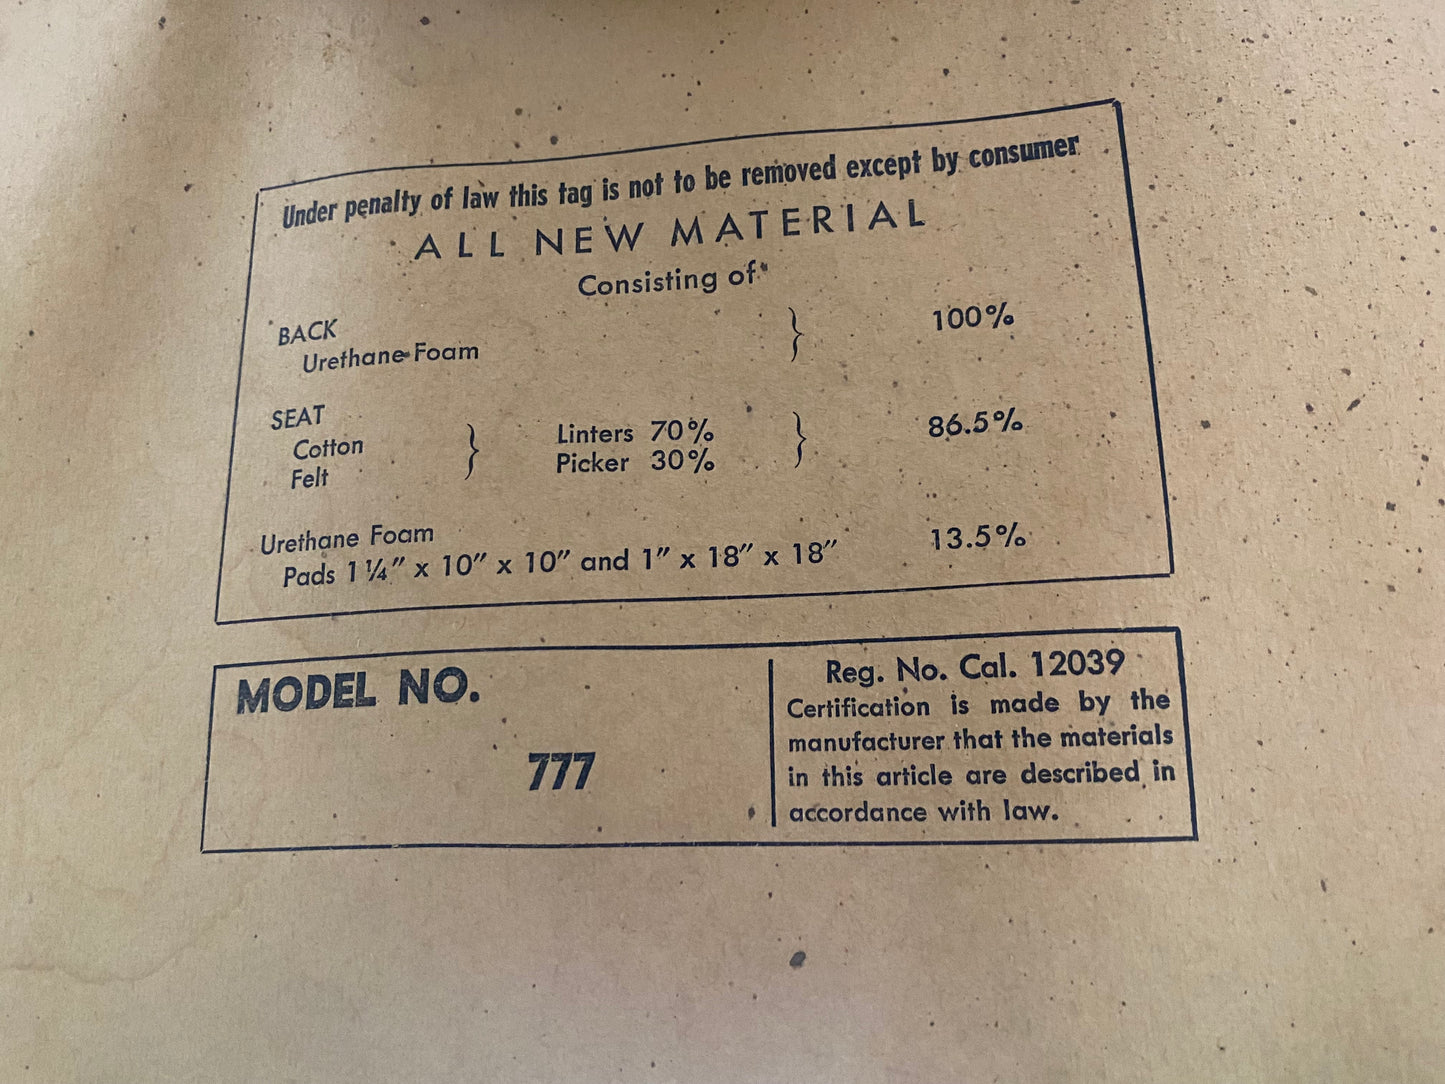 Under penalty of law this tag is not to be removed except by consumer
ALL NEW MATERIAL
Consisting of
BACK
Urethane Foam } 100%
SEAT
Cotton
Felt } Linters 70%
Picker 30% } 86.5%
Urethane Foam
Pads 1¼" x 10" x 10" and 1" x 18" x 18" 13.5%
MODEL NO.
777
Reg. No. Cal. 12039
Certification is made by the
manufacturer that the materials
in this article are described in
accordance with law.